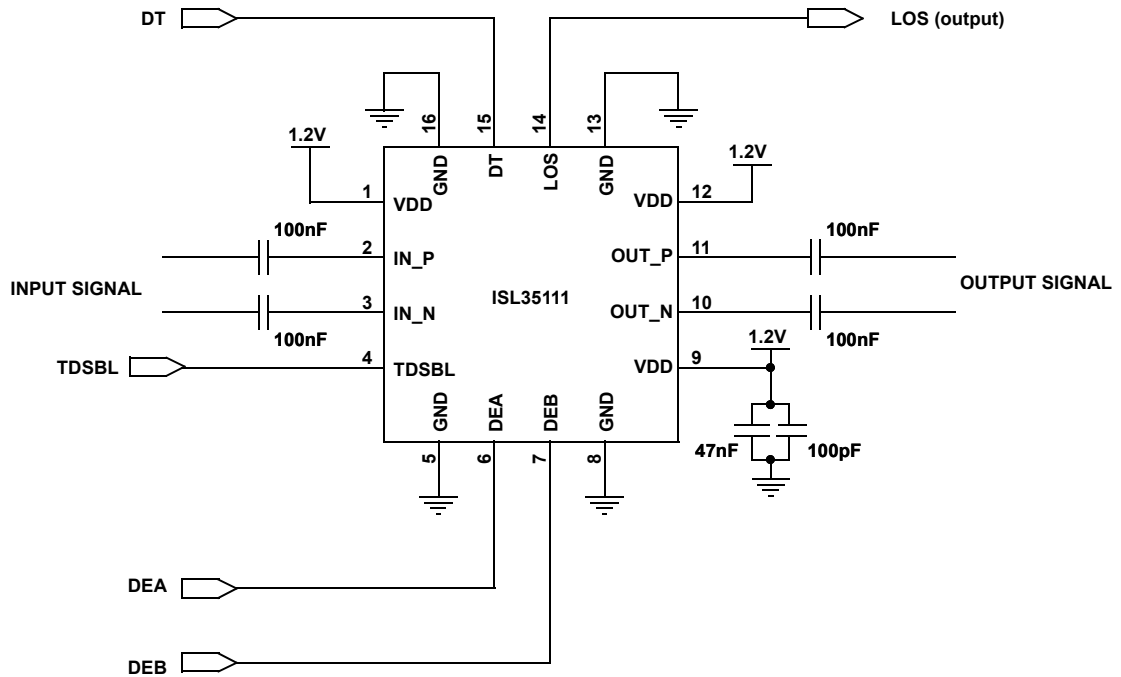 DT
LOS (output)
16
15
14
13
GND
DT
LOS
GND
1.2V
1.2V
1
VDD
VDD
12
100nF
100nF
2
IN_P
OUT_P
11
INPUT SIGNAL
ISL35111
OUTPUT SIGNAL
3
IN_N
OUT_N
10
100nF
100nF
1.2V
TDSBL
4
TDSBL
VDD
9
GND
DEA
DEB
GND
47nF
100pF
5
6
7
8
DEA
DEB